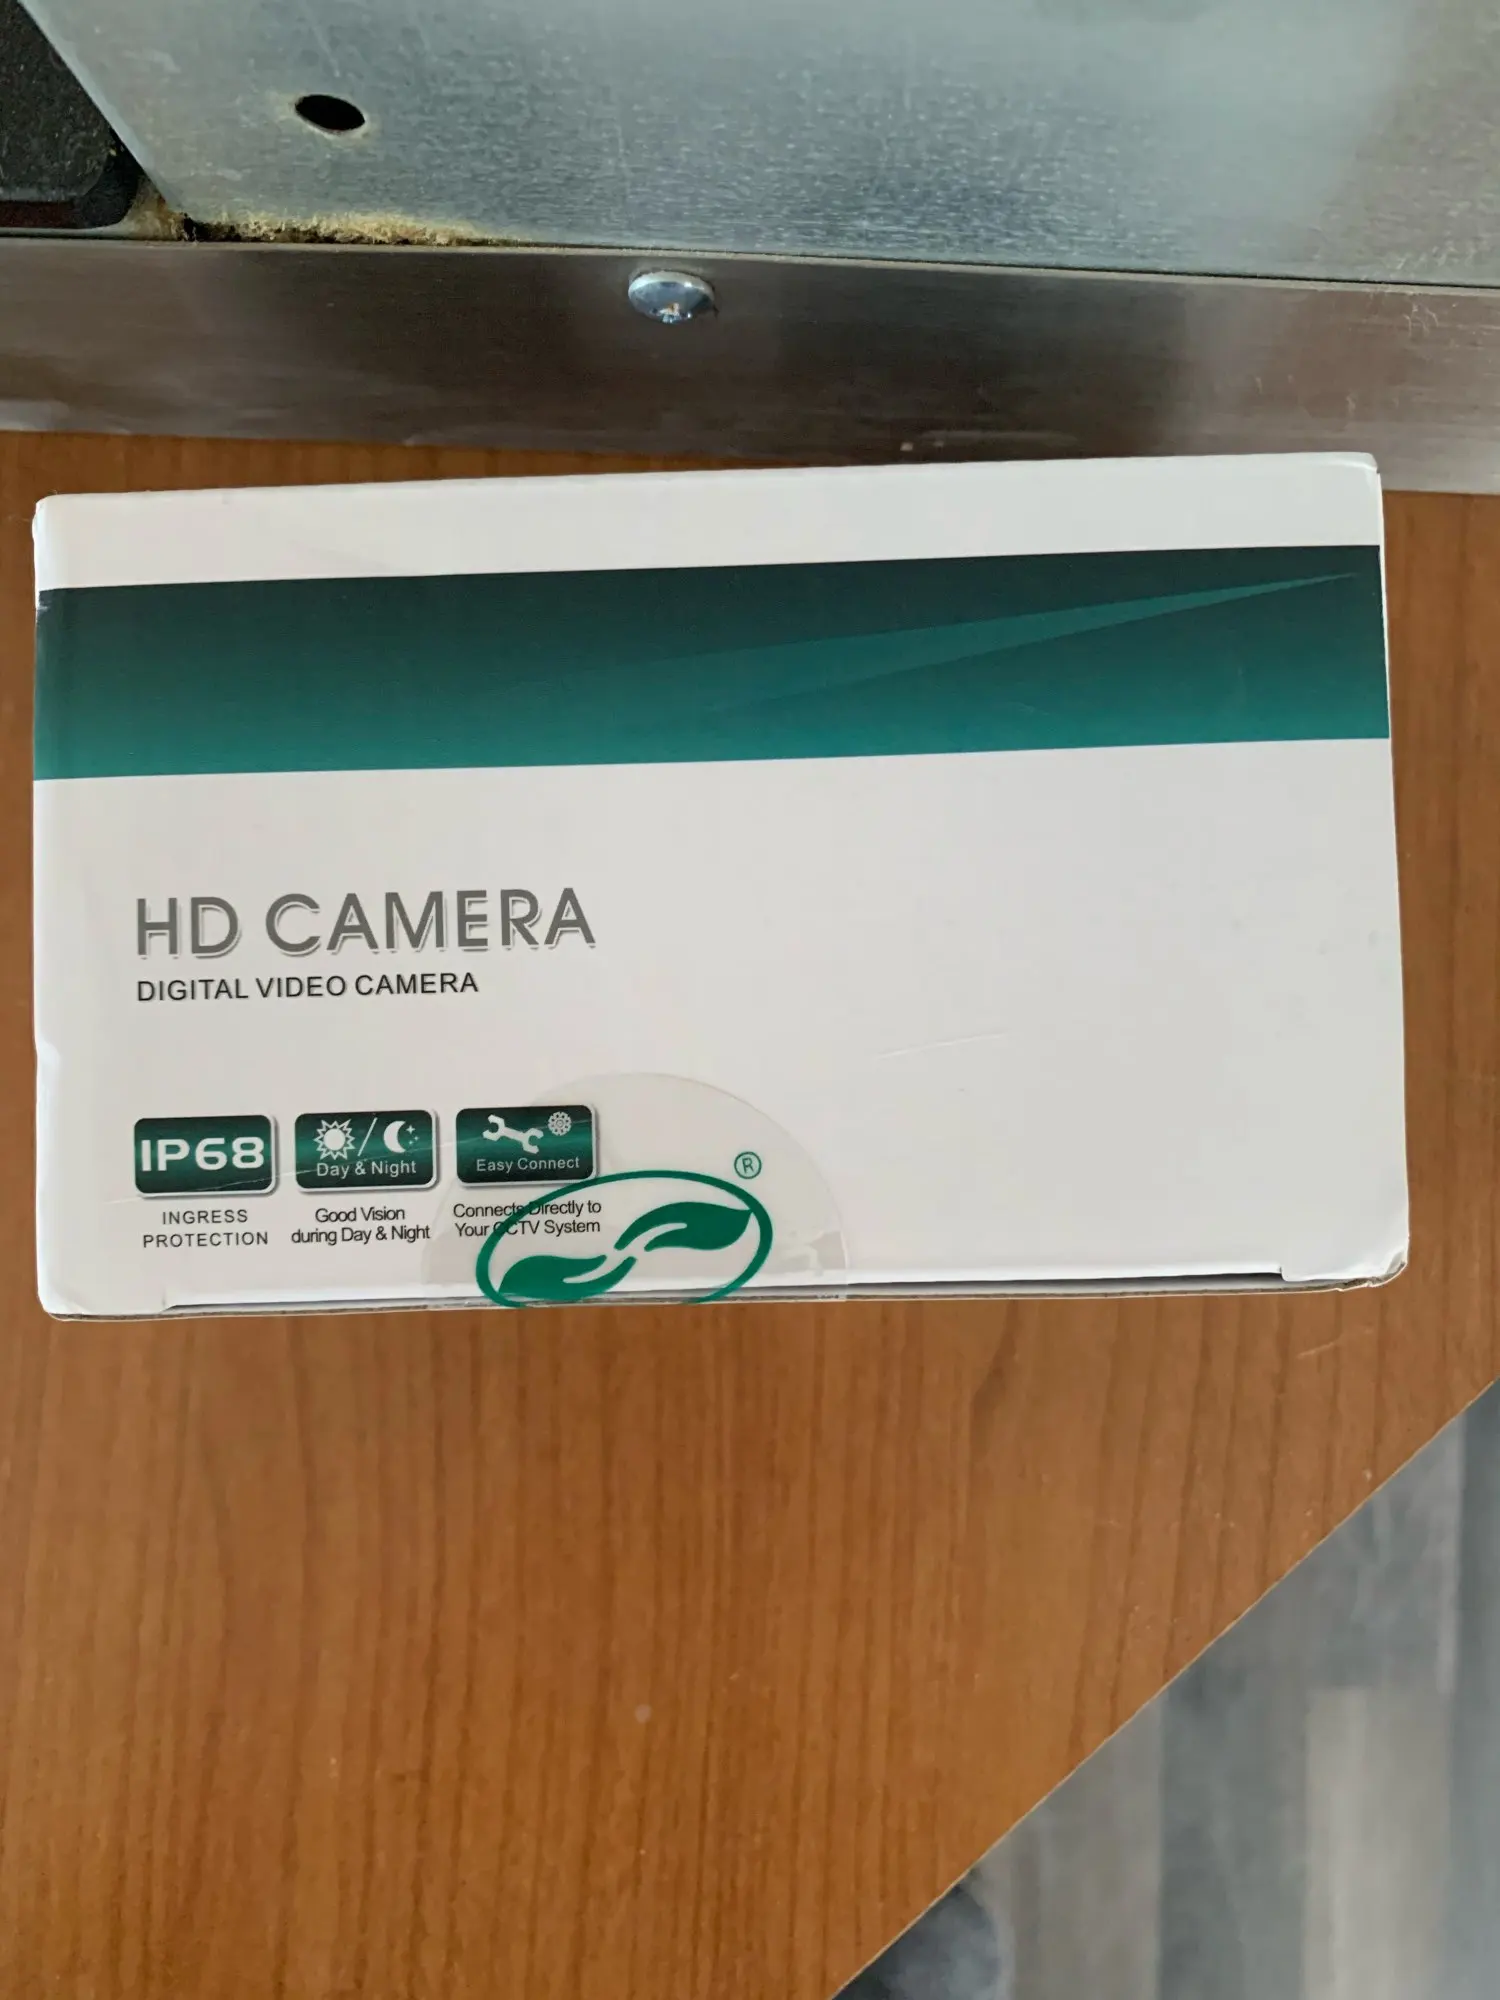 HD CAMERA
DIGITAL VIDEO CAMERA
IP68
INGRESS
PROTECTION
Day & Night
Good Vision
during Day & Night
Easy Connect
Connects Directly to
Your CCTV System
®